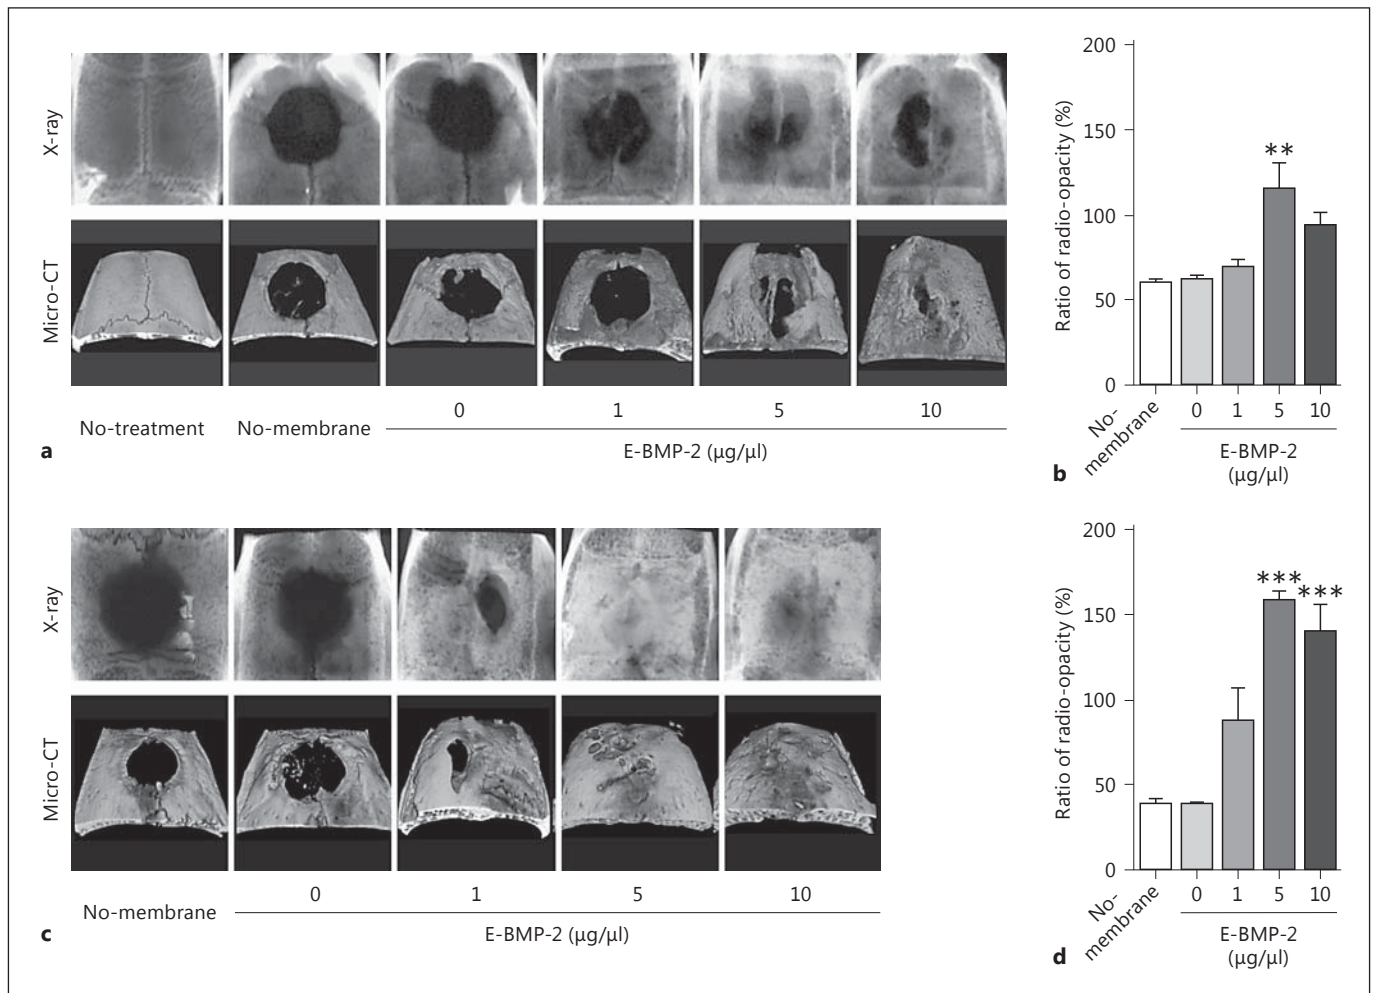 X-ray
Micro-CT
No-treatment
No-membrane
0
1
5
10
E-BMP-2 (µg/µl)
a
200
150
100
50
0
Ratio of radio-opacity (%)
**
No-
membrane
0
1
5
10
E-BMP-2
(µg/µl)
b
X-ray
Micro-CT
No-membrane
0
1
5
10
E-BMP-2 (µg/µl)
c
200
150
100
50
0
Ratio of radio-opacity (%)
***
***
No-
membrane
0
1
5
10
E-BMP-2
(µg/µl)
d